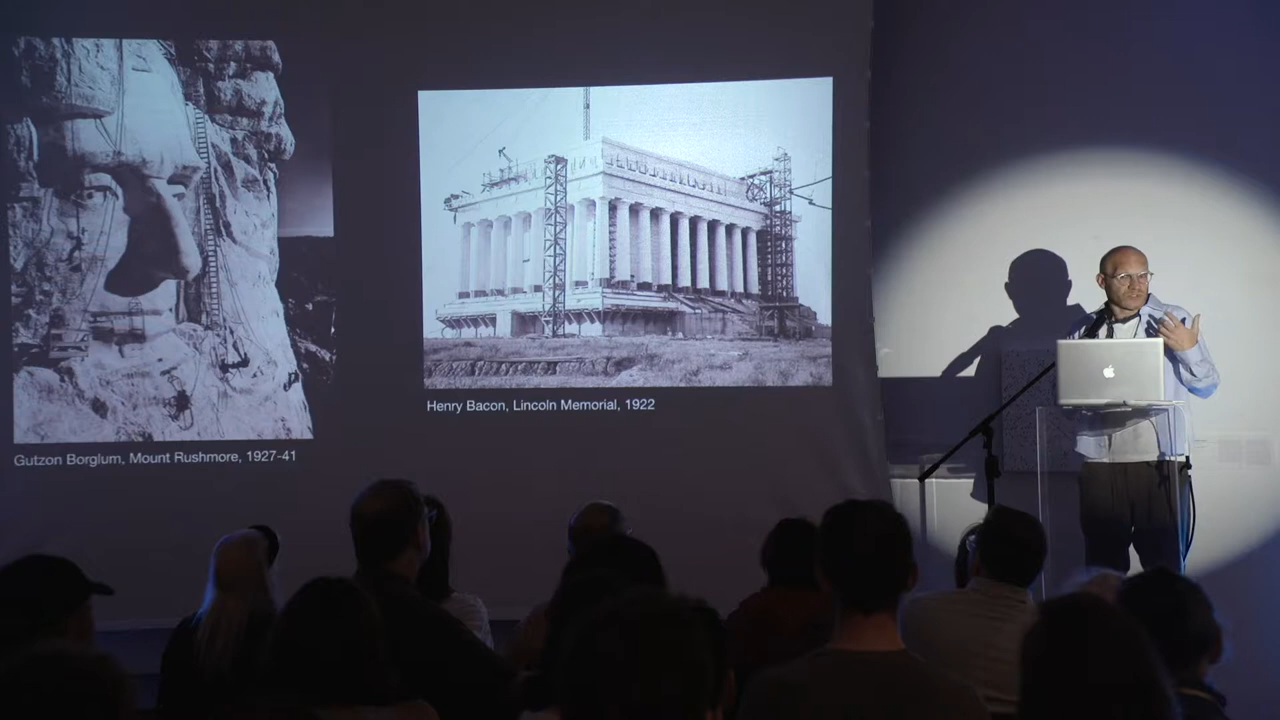 Gutzon Borglum, Mount Rushmore, 1927-41
Henry Bacon, Lincoln Memorial, 1922